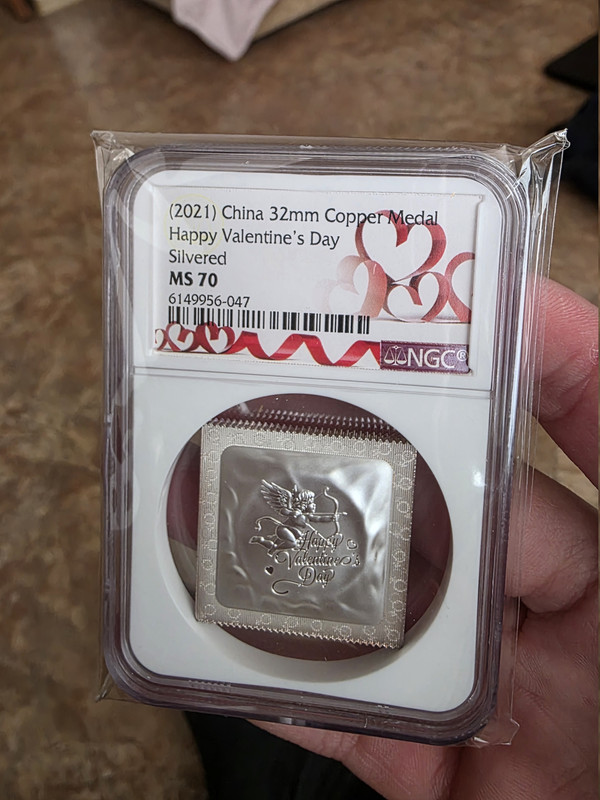 (2021) China 32mm Copper Medal
Happy Valentine's Day
Silvered
MS 70
6149956-047
NGC®
Happy
Valentine's
Day